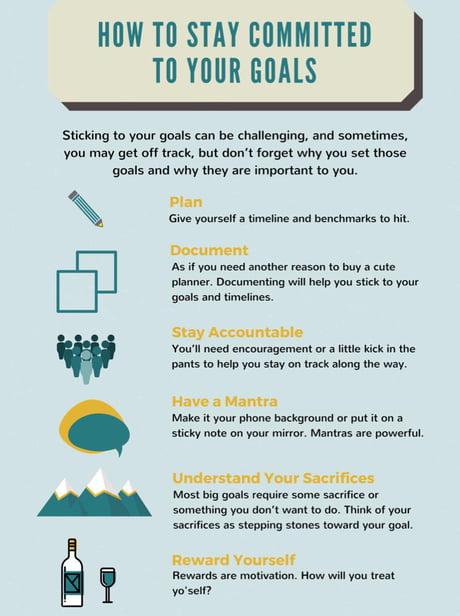 HOW TO STAY COMMITTED
TO YOUR GOALS
Sticking to your goals can be challenging, and sometimes,
you may get off track, but don't forget why you set those
goals and why they are important to you.
Plan
Give yourself a timeline and benchmarks to hit.
Document
As if you need another reason to buy a cute
planner. Documenting will help you stick to your
goals and timelines.
Stay Accountable
You'll need encouragement or a little kick in the
pants to help you stay on track along the way.
Have a Mantra
Make it your phone background or put it on a
sticky note on your mirror. Mantras are powerful.
Understand Your Sacrifices
Most big goals require some sacrifice or
something you don't want to do. Think of your
sacrifices as stepping stones toward your goal.
Reward Yourself
Rewards are motivation. How will you treat
yo'self?